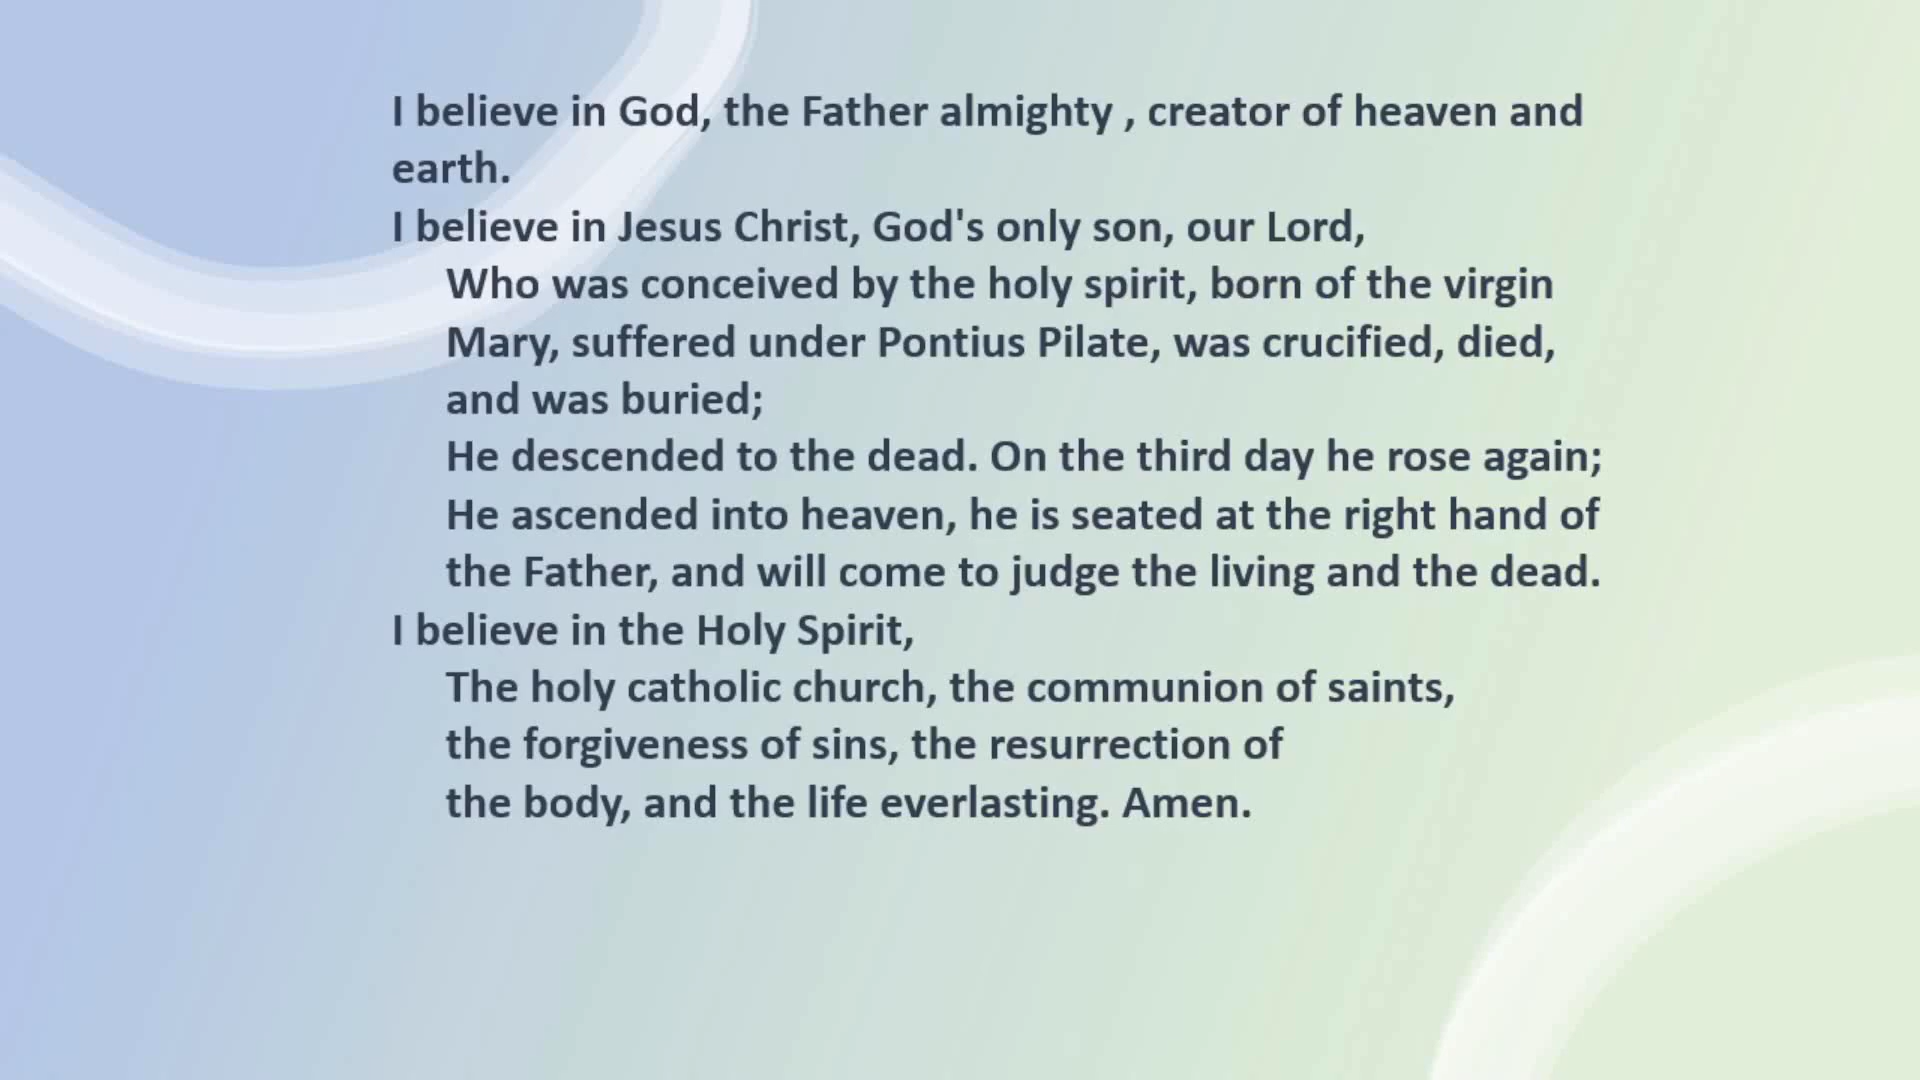 I believe in God, the Father almighty , creator of heaven and
earth.
I believe in Jesus Christ, God's only son, our Lord,
Who was conceived by the holy spirit, born of the virgin
Mary, suffered under Pontius Pilate, was crucified, died,
and was buried;
He descended to the dead. On the third day he rose again;
He ascended into heaven, he is seated at the right hand of
the Father, and will come to judge the living and the dead.
I believe in the Holy Spirit,
The holy catholic church, the communion of saints,
the forgiveness of sins, the resurrection of
the body, and the life everlasting. Amen.